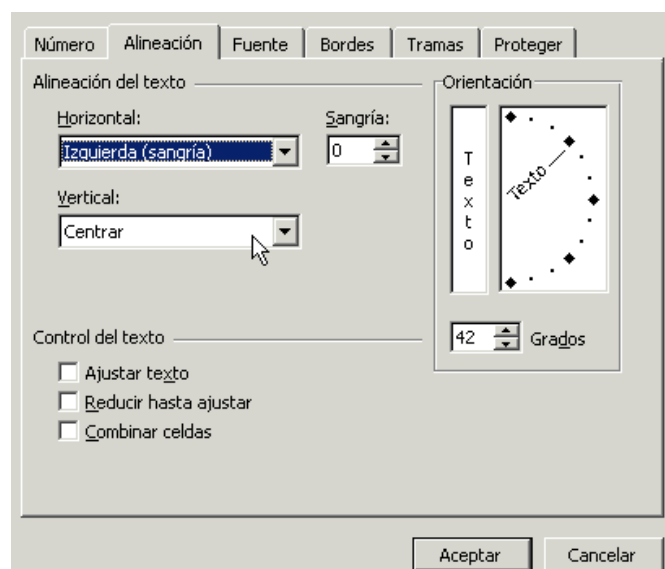 Número Alineación Fuente Bordes Tramas Proteger
Alineación del texto
Horizontal:
Izquierda (sangría)
Sangría:
0
Vertical:
Centrar
Orientación
Texto
Texto
42 Grados
Control del texto
Ajustar texto
Reducir hasta ajustar
Combinar celdas
Aceptar Cancelar